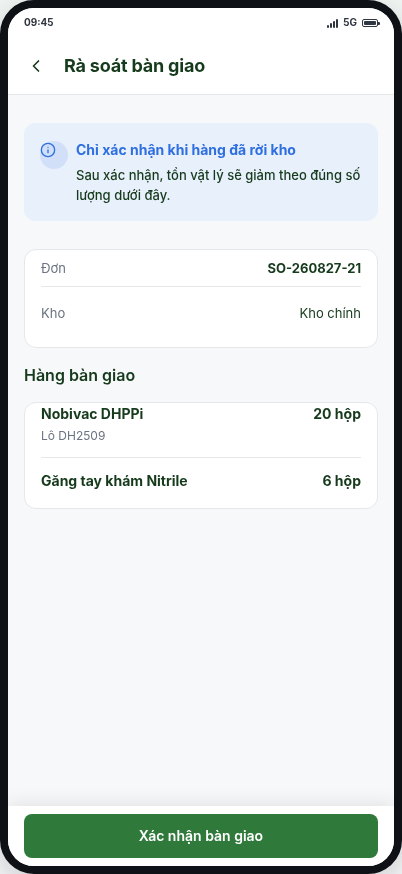 09:45
5G
Rà soát bàn giao
Chỉ xác nhận khi hàng đã rời kho
Sau xác nhận, tồn vật lý sẽ giảm theo đúng số
lượng dưới đây.
Đơn SO-260827-21
Kho Kho chính
Hàng bàn giao
Nobivac DHPPi 20 hộp
Lô DH2509
Găng tay khám Nitrile 6 hộp
Xác nhận bàn giao